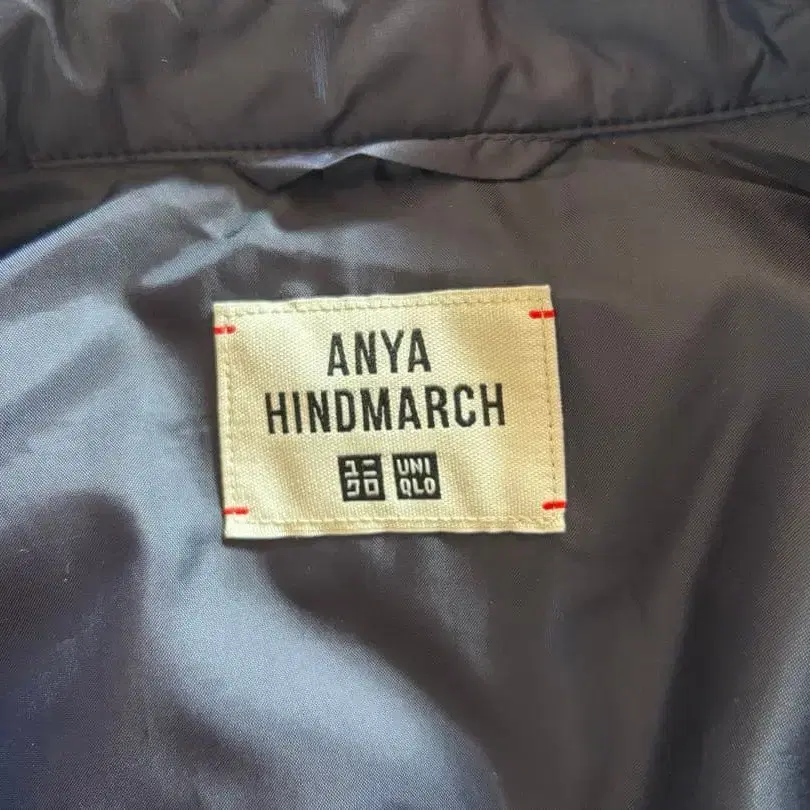 ANYA
HINDMARCH
ユニ UNI
クロ QLO